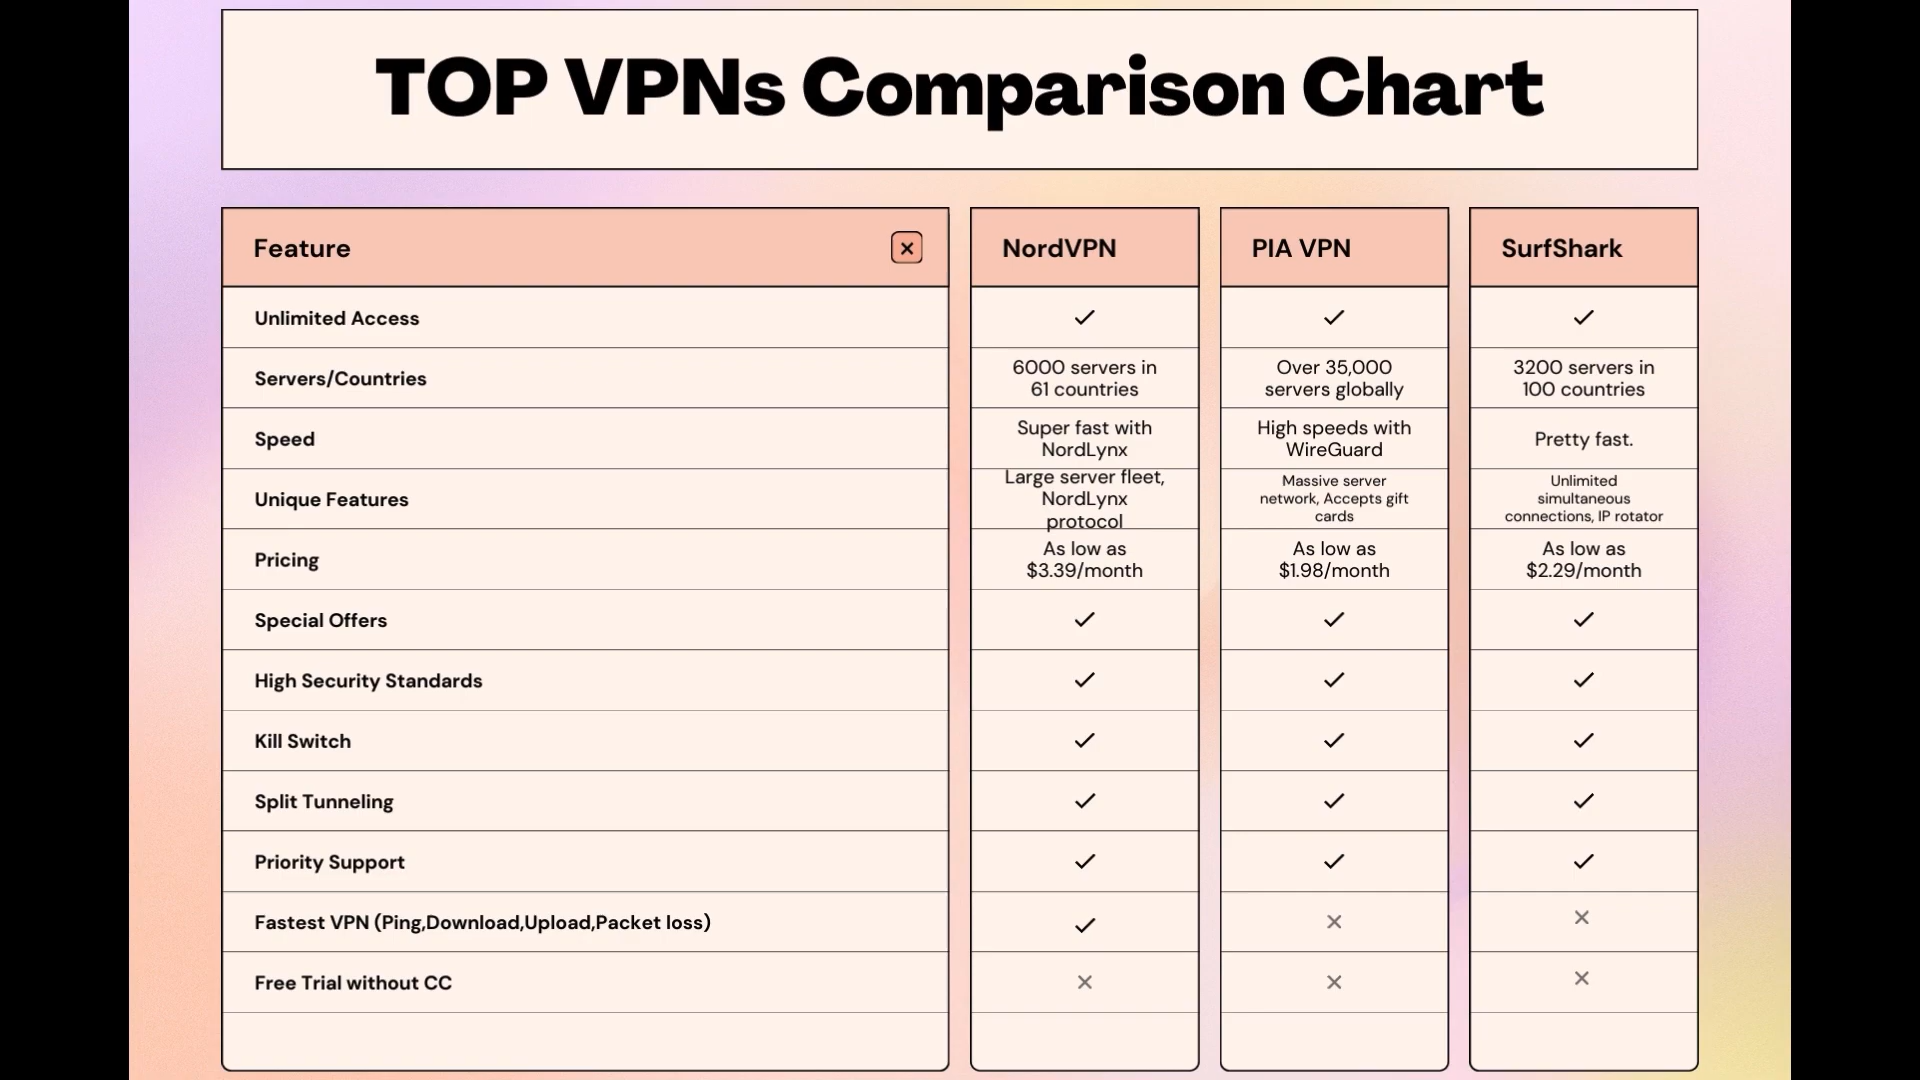 TOP VPNs Comparison Chart
Feature
NordVPN
PIA VPN
SurfShark
Unlimited Access
Servers/Countries
6000 servers in
61 countries
Over 35,000
servers globally
3200 servers in
100 countries
Speed
Super fast with
NordLynx
High speeds with
WireGuard
Pretty fast.
Unique Features
Large server fleet,
NordLynx
protocol
Massive server
network, Accepts gift
cards
Unlimited
simultaneous
connections, IP rotator
Pricing
As low as
$3.39/month
As low as
$1.98/month
As low as
$2.29/month
Special Offers
High Security Standards
Kill Switch
Split Tunneling
Priority Support
Fastest VPN (Ping,Download,Upload,Packet loss)
Free Trial without CC